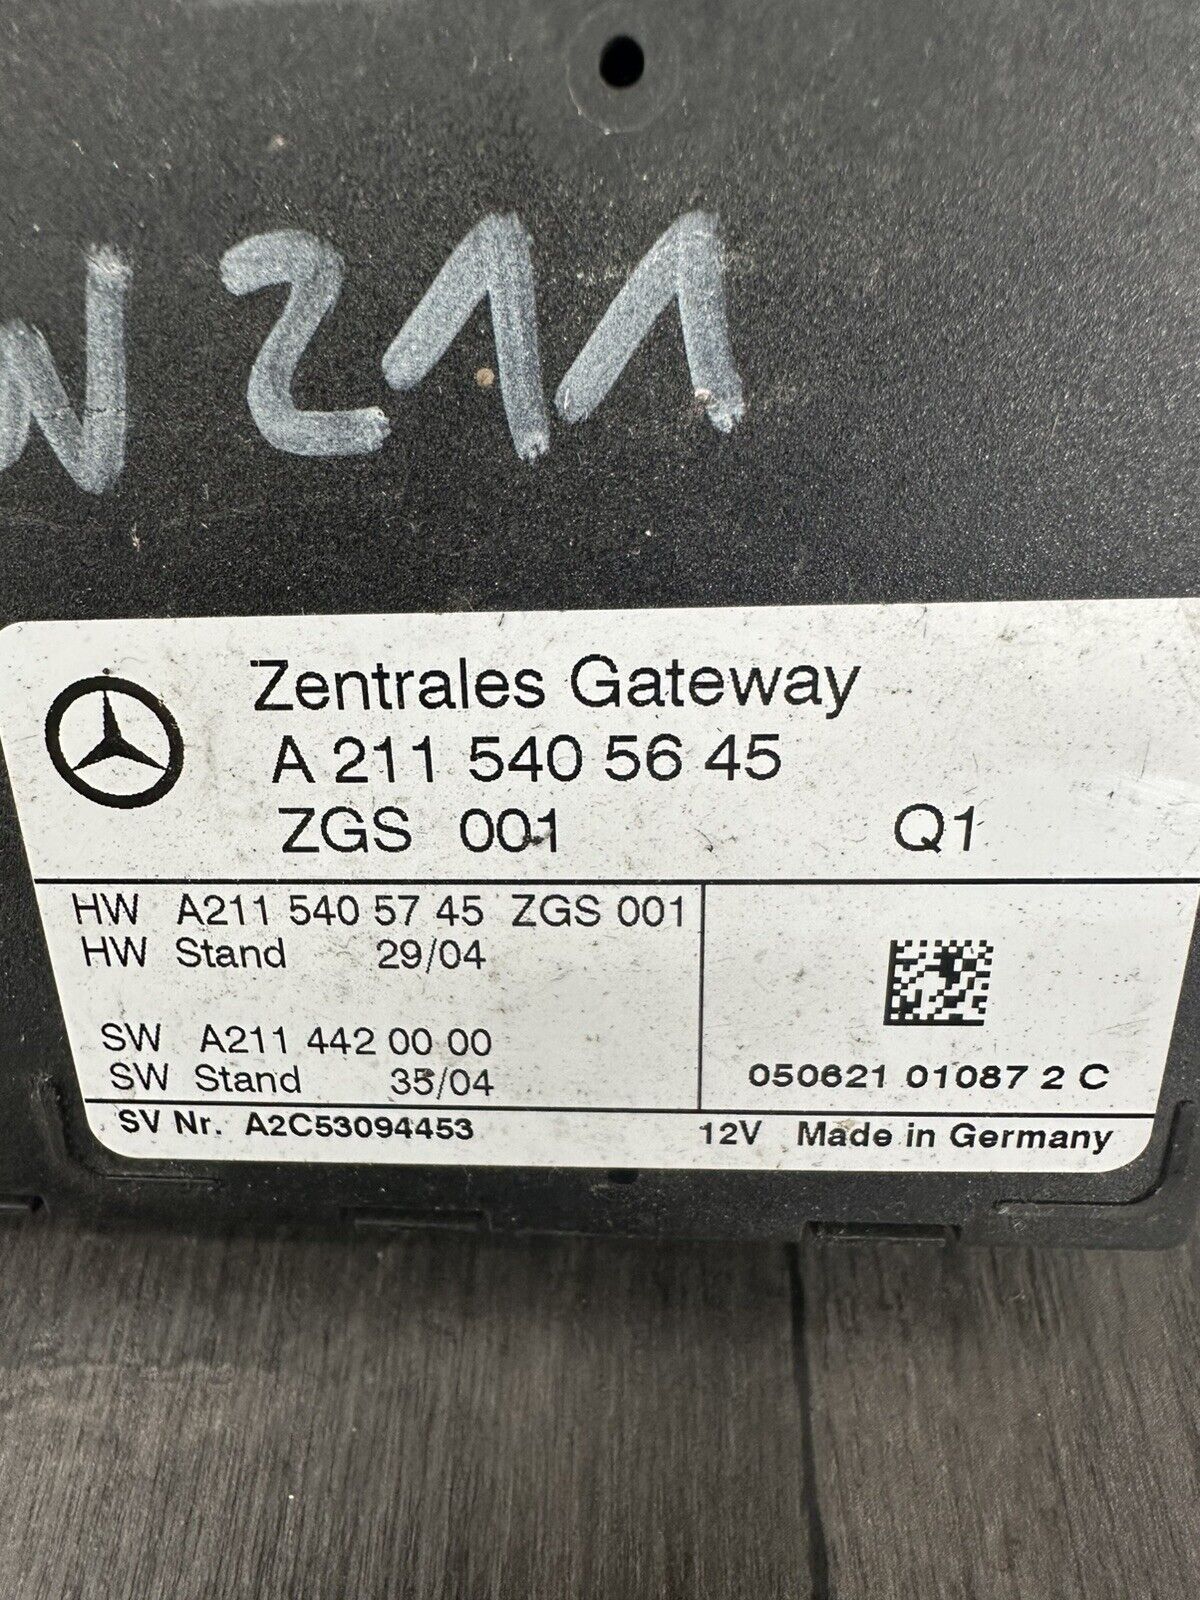 W211
Zentrales Gateway
A 211 540 56 45
ZGS 001 Q1
HW A211 540 57 45 ZGS 001
HW Stand 29/04
SW A211 442 00 00
SW Stand 35/04
050621 01087 2 C
SV Nr. A2C53094453
12V Made in Germany